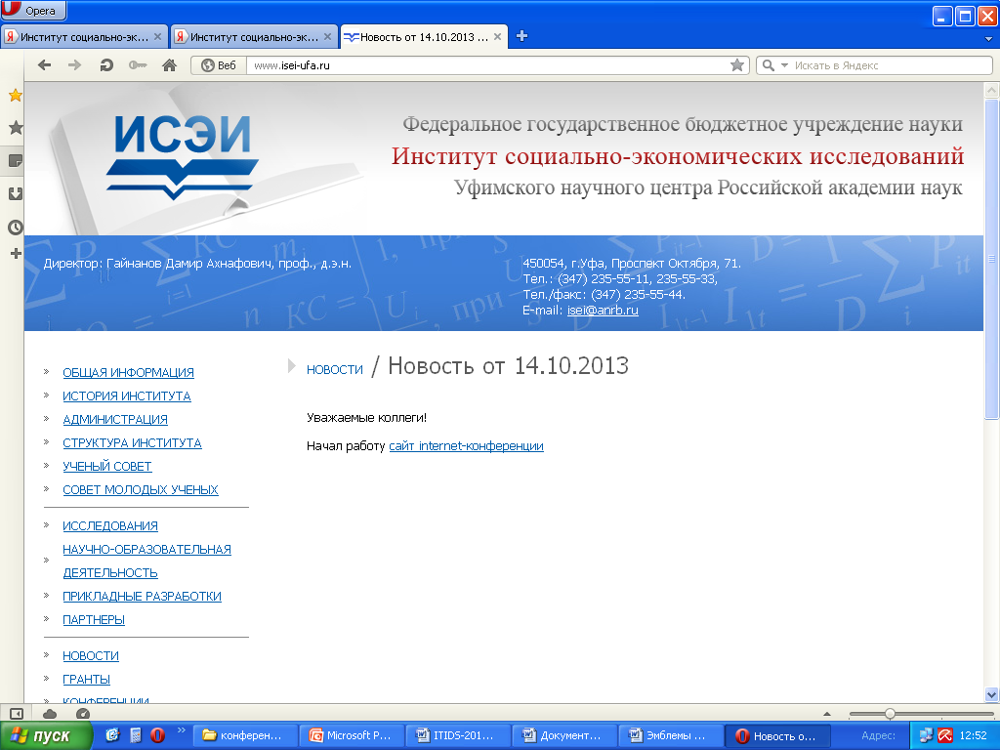 Opera
Институт социально-эк...
Институт социально-эк...
Новость от 14.10.2013 ...
Веб
www.isei-ufa.ru
Искать в Яндекс
ИСЭИ
Федеральное государственное бюджетное учреждение науки
Институт социально-экономических исследований
Уфимского научного центра Российской академии наук
Директор: Гайнанов Дамир Ахнафович, проф., д.э.н.
450054, г.Уфа, Проспект Октября, 71.
Тел.: (347) 235-55-11, 235-55-33,
Тел./факс: (347) 235-55-44.
E-mail: isei@anrb.ru
ОБЩАЯ ИНФОРМАЦИЯ
ИСТОРИЯ ИНСТИТУТА
АДМИНИСТРАЦИЯ
СТРУКТУРА ИНСТИТУТА
УЧЕНЫЙ СОВЕТ
СОВЕТ МОЛОДЫХ УЧЕНЫХ
ИССЛЕДОВАНИЯ
НАУЧНО-ОБРАЗОВАТЕЛЬНАЯ
ДЕЯТЕЛЬНОСТЬ
ПРИКЛАДНЫЕ РАЗРАБОТКИ
ПАРТНЕРЫ
НОВОСТИ
ГРАНТЫ
КОНФЕРЕНЦИИ
НОВОСТИ / Новость от 14.10.2013
Уважаемые коллеги!
Начал работу сайт internet-конференции
пуск
конферен...
Microsoft P...
ITIDS-201...
Документ...
Эмблемы ...
Новость о...
Адрес:
12:52